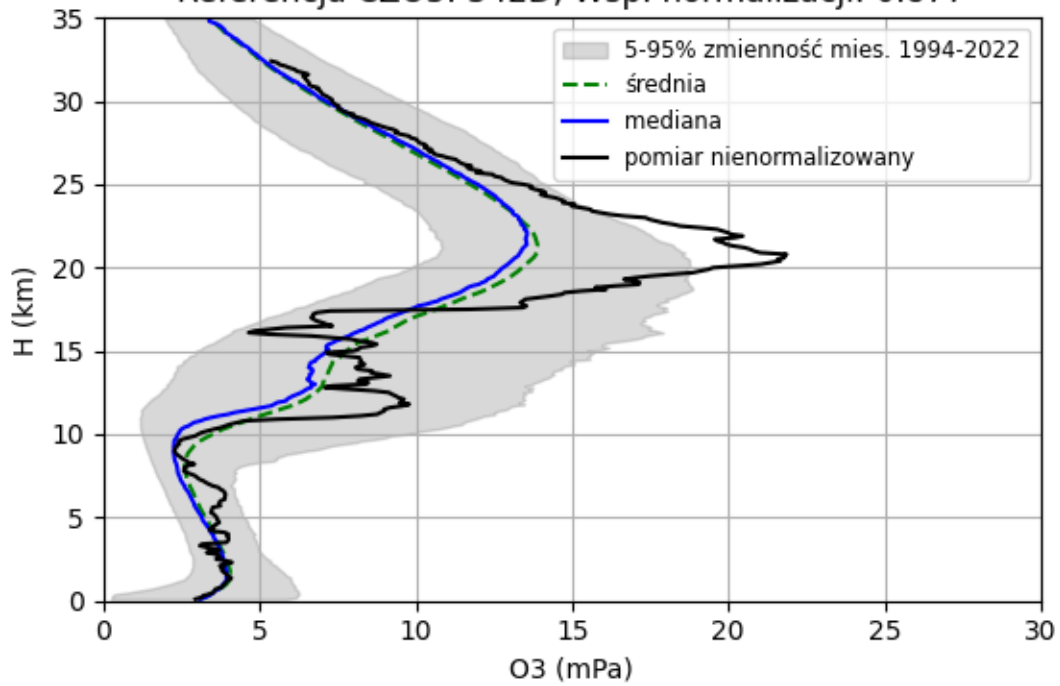 5-95% zmienność mies. 1994-2022
średnia
mediana
pomiar nienormalizowany
H (km)
35
30
25
20
15
10
5
0
0 5 10 15 20 25 30
O3 (mPa)